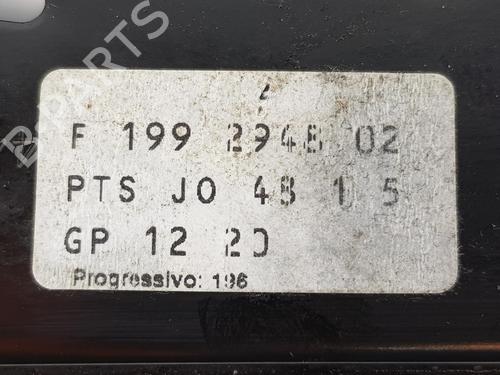 F 199 2948 02
PTS JO 48 1 5
GP 12 20
Progressivo: 196
B-PARTS